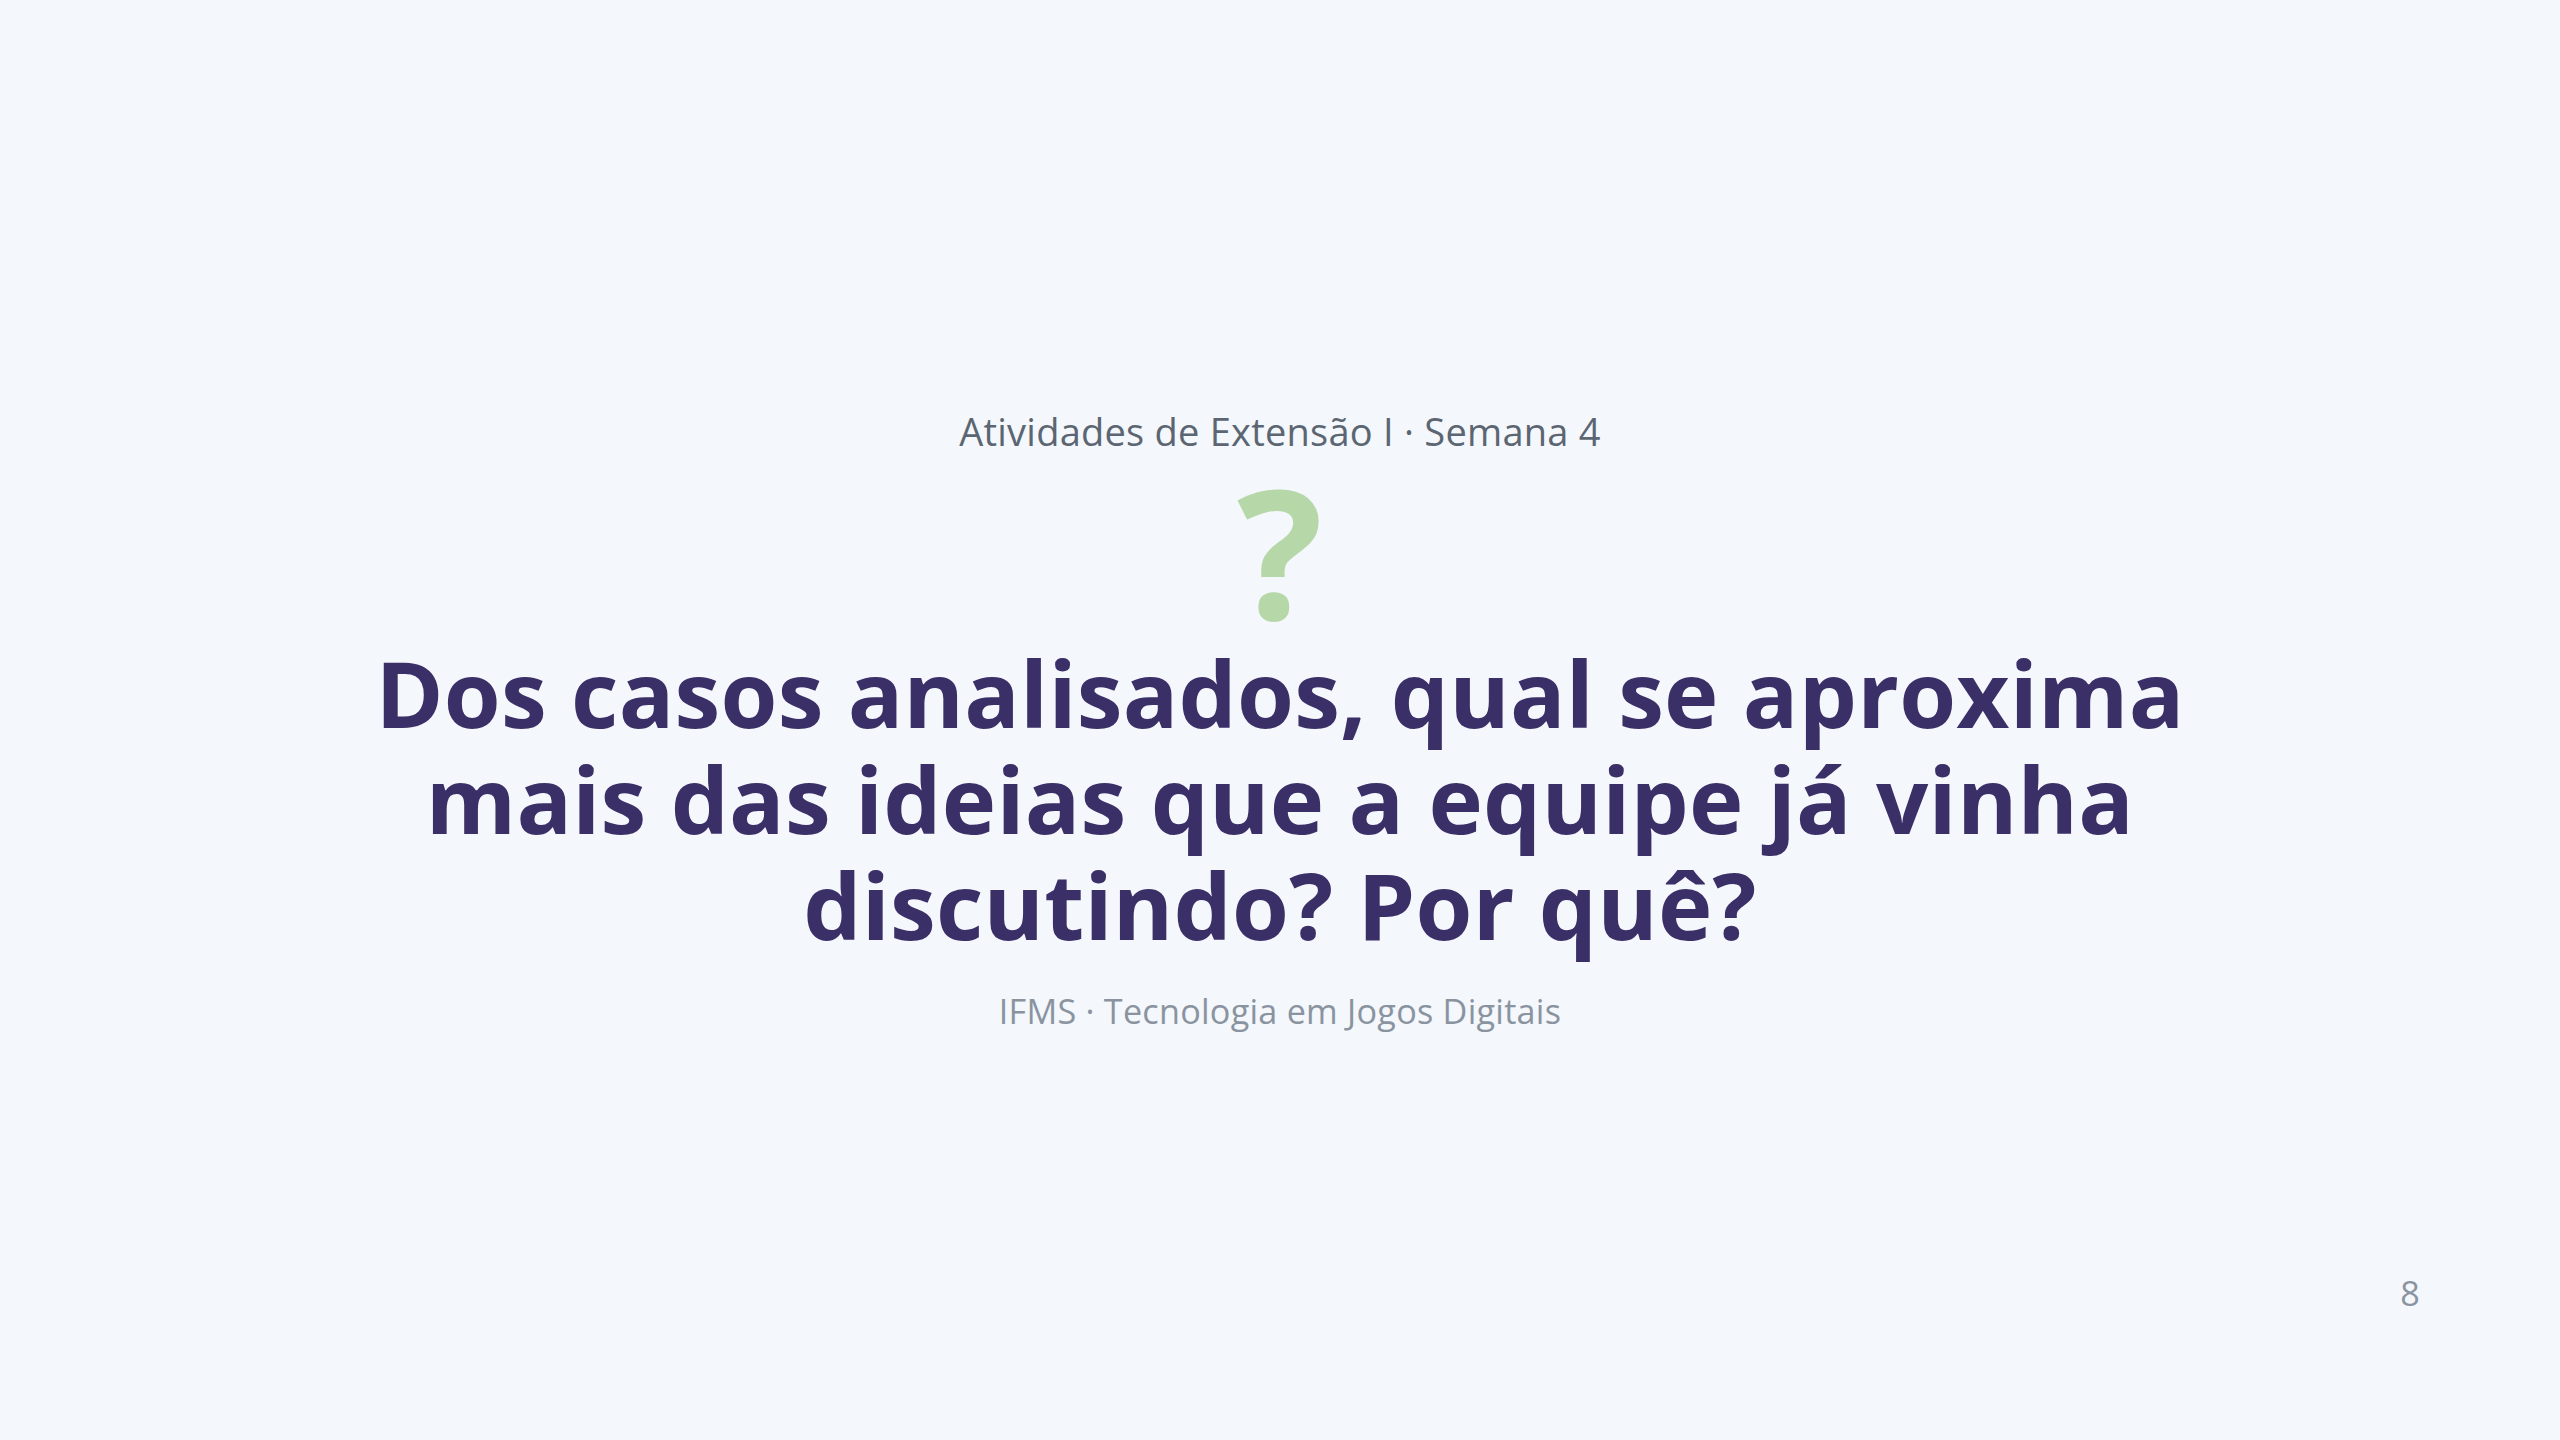 Atividades de Extensão I · Semana 4
?
Dos casos analisados, qual se aproxima
mais das ideias que a equipe já vinha
discutindo? Por quê?
IFMS · Tecnologia em Jogos Digitais
8